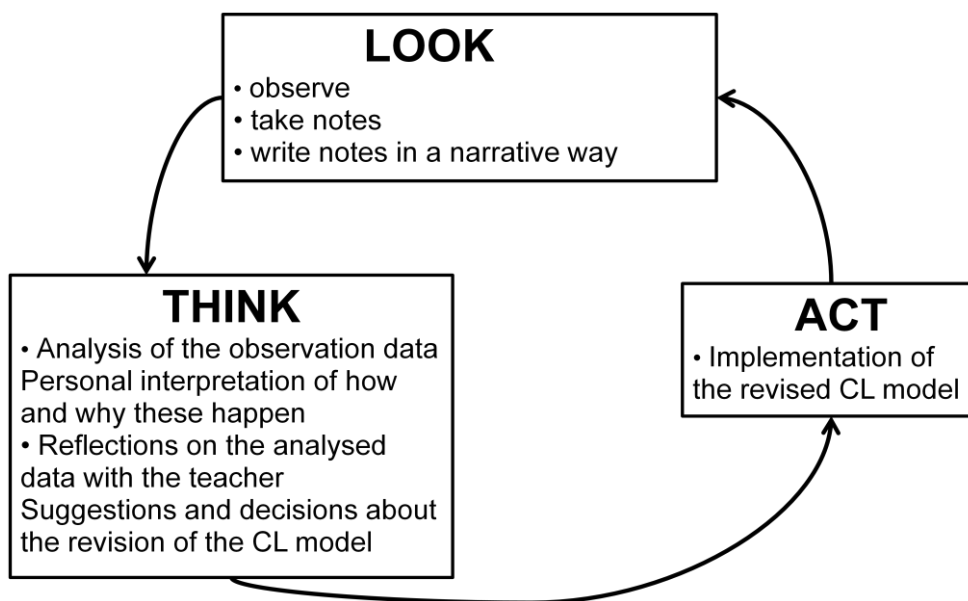 LOOK
• observe
• take notes
• write notes in a narrative way
THINK
• Analysis of the observation data
Personal interpretation of how
and why these happen
• Reflections on the analysed
data with the teacher
Suggestions and decisions about
the revision of the CL model
ACT
• Implementation of
the revised CL model